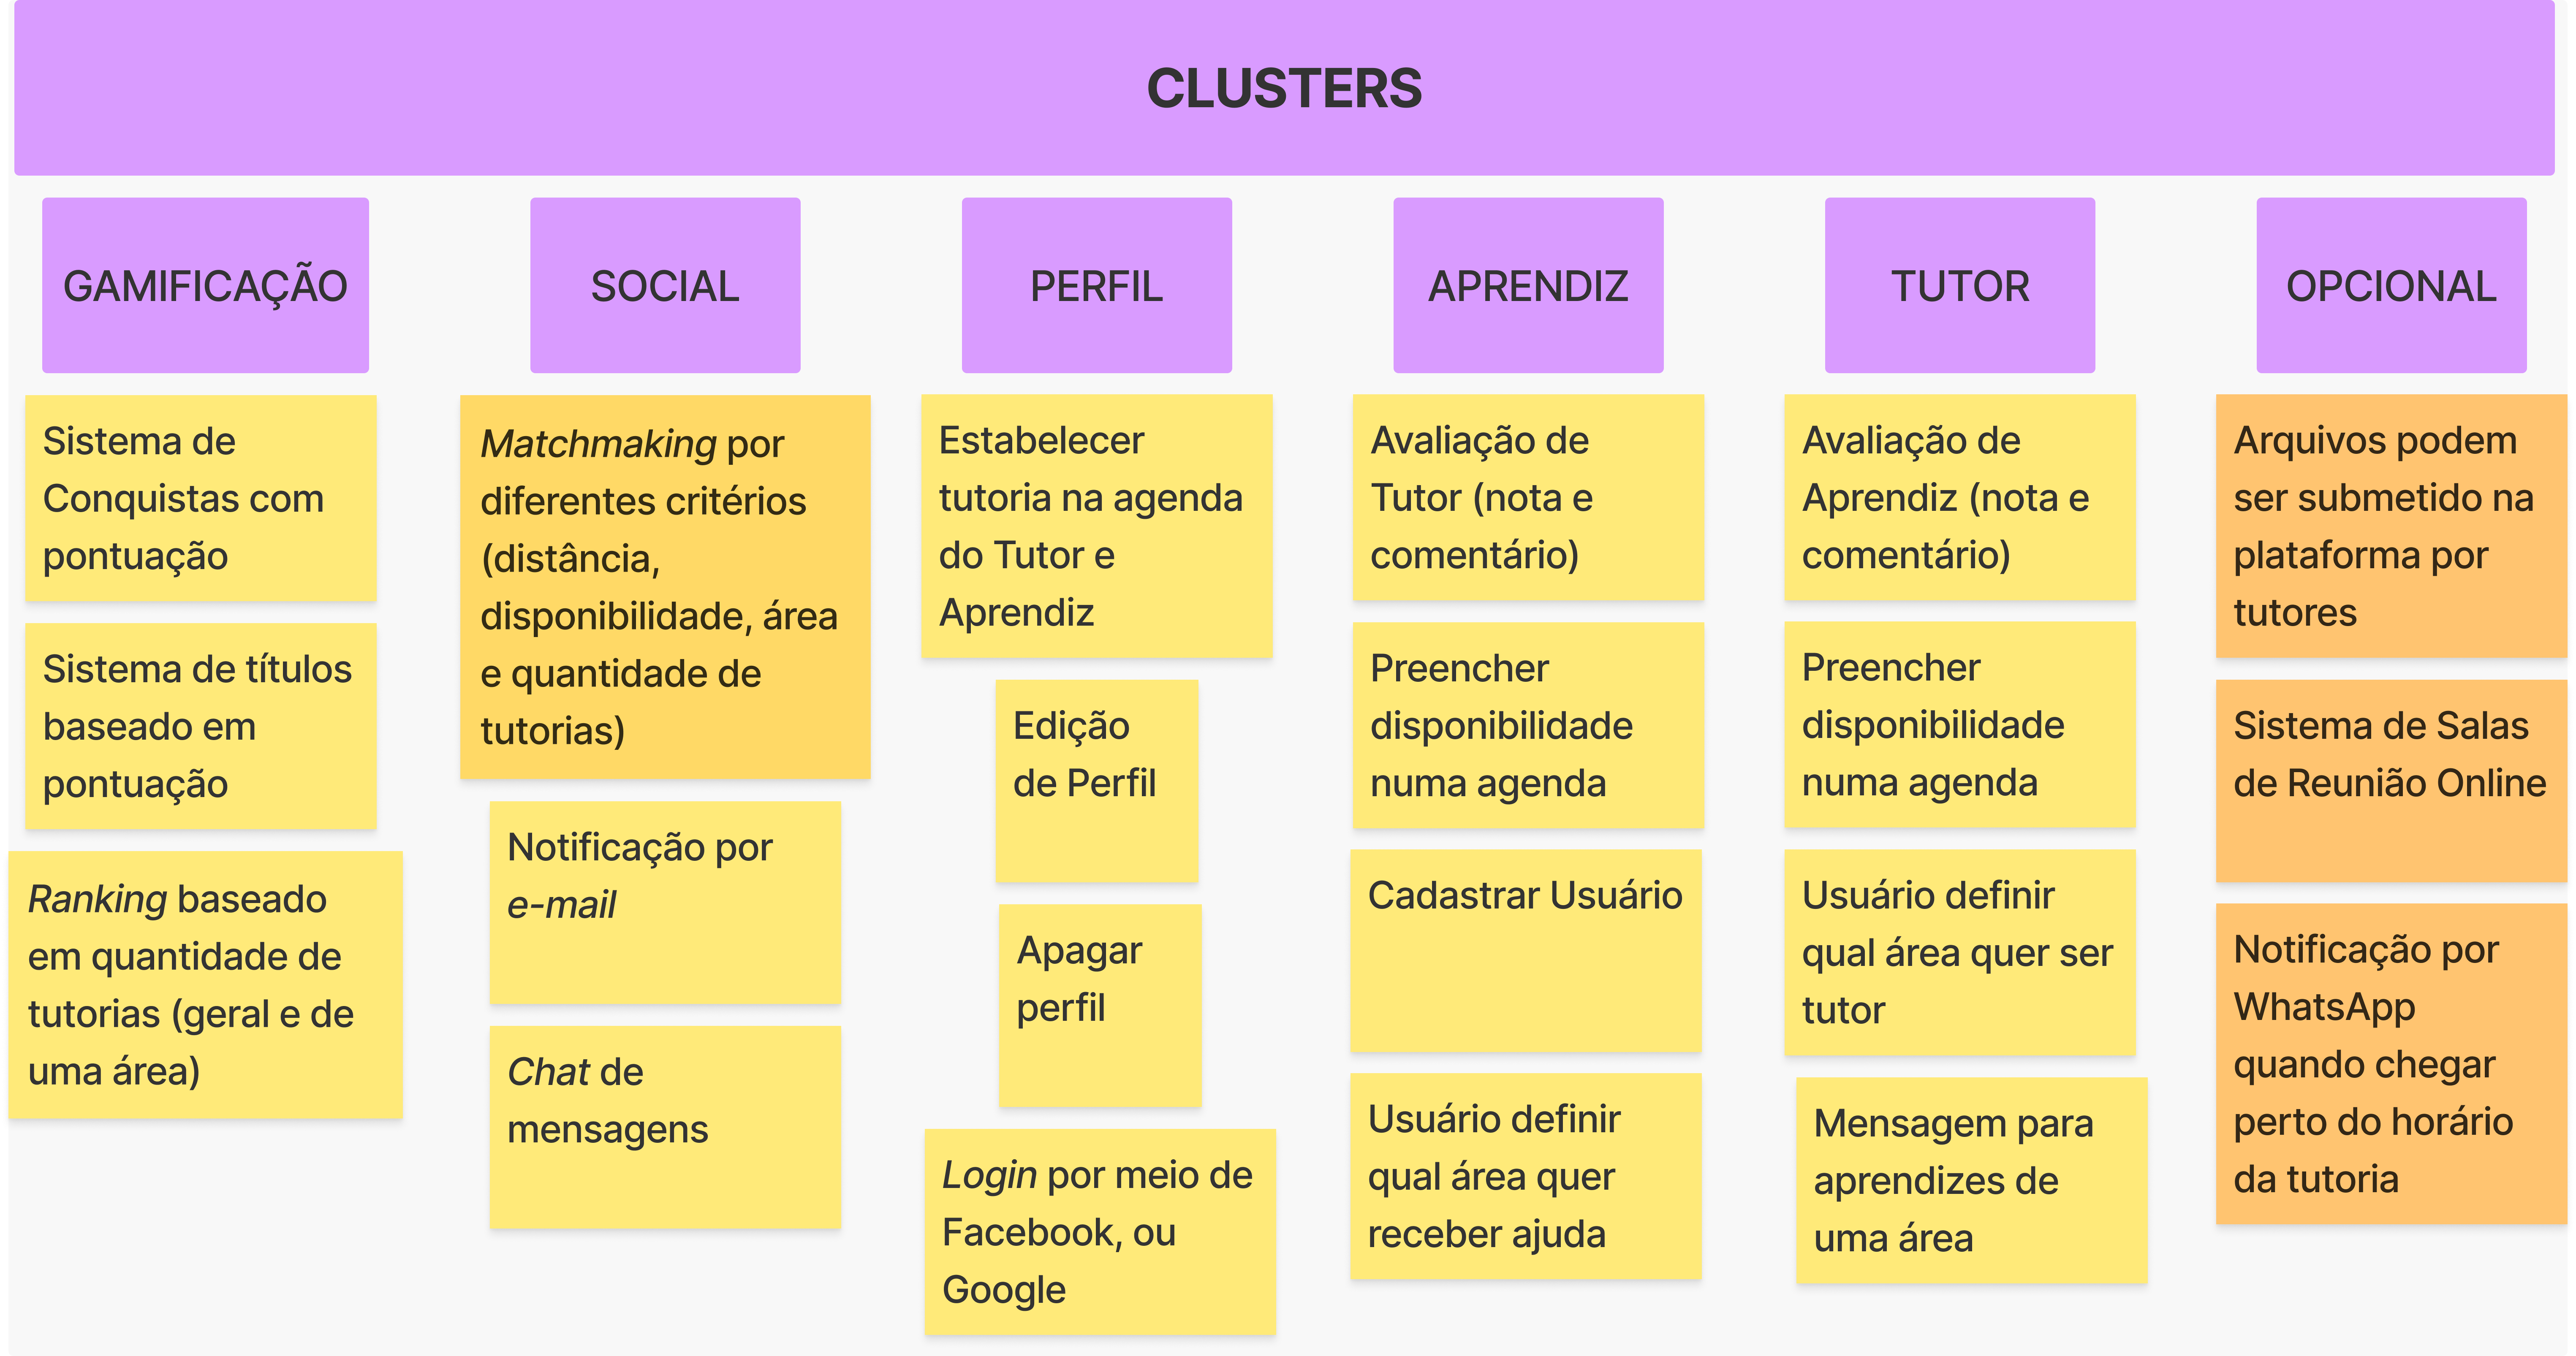 CLUSTERS
GAMIFICAÇÃO
Sistema de
Conquistas com
pontuação
Sistema de títulos
baseado em
pontuação
Ranking baseado
em quantidade de
tutorias (geral e de
uma área)
SOCIAL
Matchmaking por
diferentes critérios
(distância,
disponibilidade, área
e quantidade de
tutorias)
Notificação por
e-mail
Chat de
mensagens
PERFIL
Estabelecer
tutoria na agenda
do Tutor e
Aprendiz
Edição
de Perfil
Apagar
perfil
Login por meio de
Facebook, ou
Google
APRENDIZ
Avaliação de
Tutor (nota e
comentário)
Preencher
disponibilidade
numa agenda
Cadastrar Usuário
Usuário definir
qual área quer
receber ajuda
TUTOR
Avaliação de
Aprendiz (nota e
comentário)
Preencher
disponibilidade
numa agenda
Usuário definir
qual área quer ser
tutor
Mensagem para
aprendizes de
uma área
OPCIONAL
Arquivos podem
ser submetido na
plataforma por
tutores
Sistema de Salas
de Reunião Online
Notificação por
WhatsApp
quando chegar
perto do horário
da tutoria